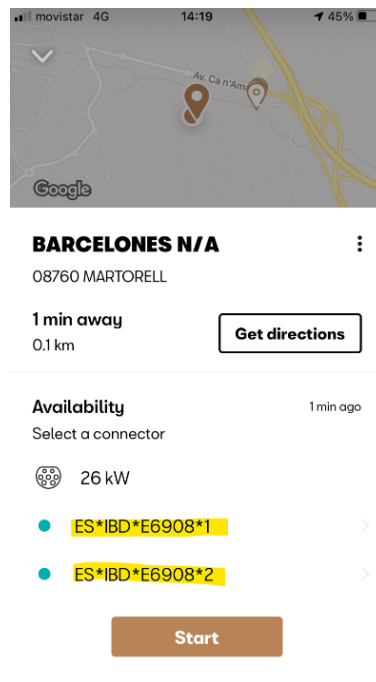 movistar 4G 14:19 45%
Av. Ca n'Ama
Google
BARCELONES N/A
08760 MARTORELL
1 min away
0.1 km
Get directions
Availability
1 min ago
Select a connector
26 kW
ES*IBD*E6908*1
ES*IBD*E6908*2
Start